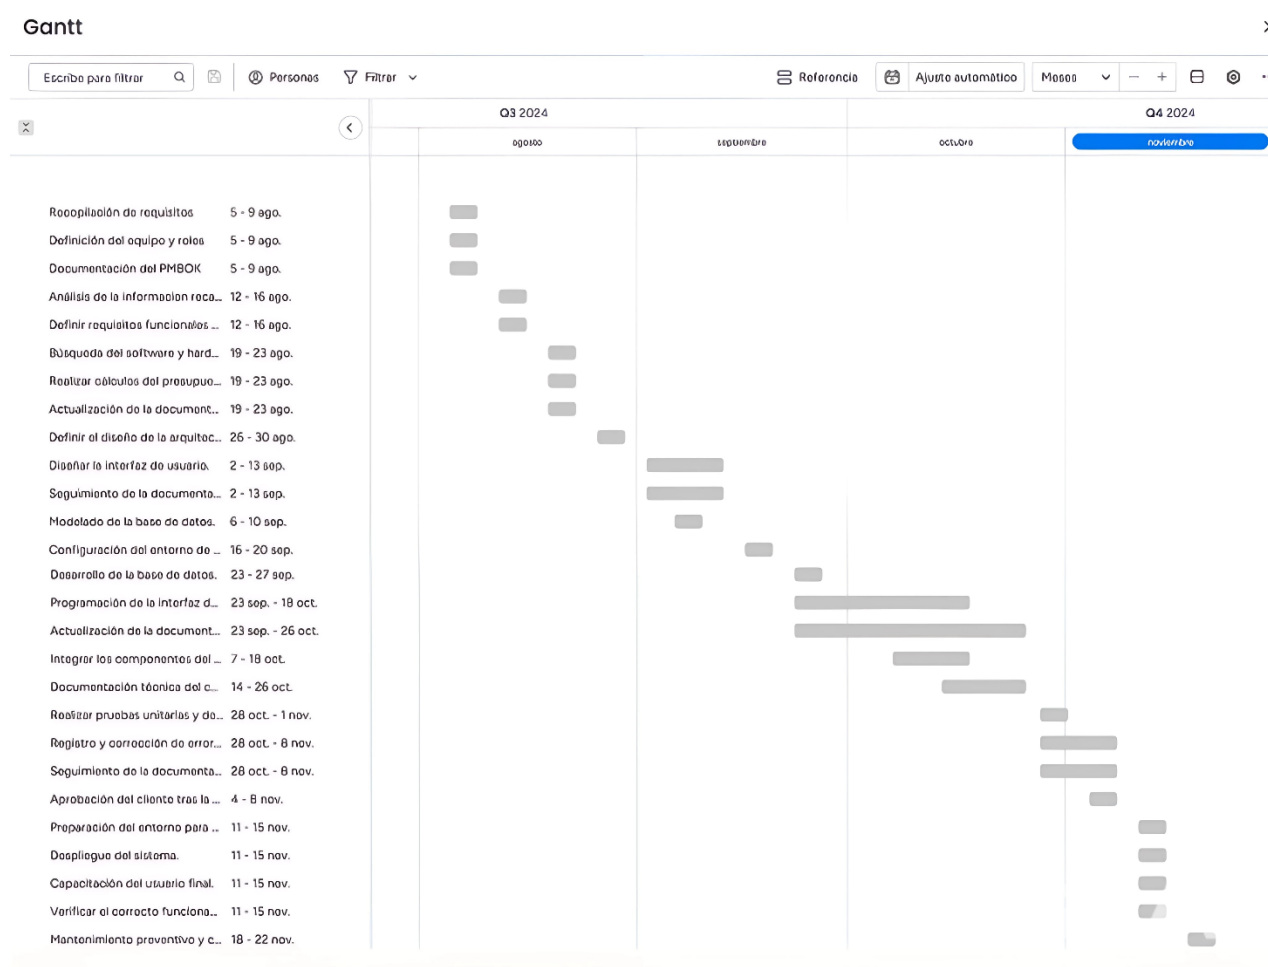 Gantt
Escribe para filtrar Personas Filtrar Referencia Ajuste automático Meses
Q3 2024 Q4 2024
agosto septiembre octubre noviembre
Recopilación de requisitos 5 - 9 ago.
Definición del equipo y roles 5 - 9 ago.
Documentación del PMBOK 5 - 9 ago.
Análisis de la informacion reca... 12 - 16 ago.
Definir requisitos funcionales ... 12 - 16 ago.
Búsqueda del software y hard... 19 - 23 ago.
Realizar cálculos del presupue... 19 - 23 ago.
Actualización de la document... 19 - 23 ago.
Definir el diseño de la arquitec... 26 - 30 ago.
Diseñar la interfaz de usuario. 2 - 13 sep.
Seguimiento de la documenta... 2 - 13 sep.
Modelado de la base de datos. 6 - 10 sep.
Configuración del entorno de ... 16 - 20 sep.
Desarrollo de la base de datos. 23 - 27 sep.
Programación de la interfaz d... 23 sep. - 18 oct.
Actualización de la document... 23 sep. - 26 oct.
Integrar los componentes del ... 7 - 18 oct.
Documentación técnica del c... 14 - 26 oct.
Realizar pruebas unitarias y de... 28 oct. - 1 nov.
Registro y corrección de error... 28 oct. - 8 nov.
Seguimiento de la documenta... 28 oct. - 8 nov.
Aprobación del cliente tras la ... 4 - 8 nov.
Preparación del entorno para ... 11 - 15 nov.
Despliegue del sistema. 11 - 15 nov.
Capacitación del usuario final. 11 - 15 nov.
Verificar el correcto funciona... 11 - 15 nov.
Mantenimiento preventivo y c... 18 - 22 nov.